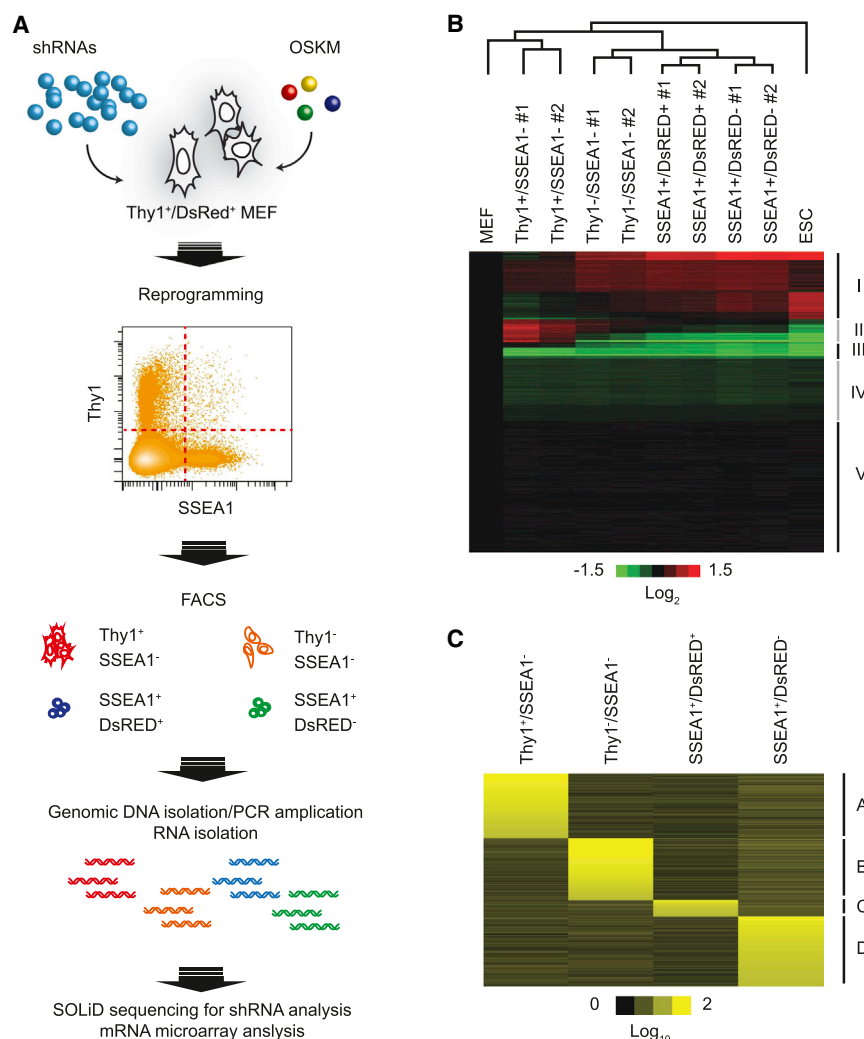 A
shRNAs
OSKM
Thy1⁺/DsRed⁺ MEF
Reprogramming
Thy1
SSEA1
FACS
Thy1⁺
SSEA1⁻
Thy1⁻
SSEA1⁻
SSEA1⁺
DsRED⁺
SSEA1⁺
DsRED⁻
Genomic DNA isolation/PCR amplication
RNA isolation
SOLiD sequencing for shRNA analysis
mRNA microarray anslysis
B
MEF
Thy1+/SSEA1- #1
Thy1+/SSEA1- #2
Thy1-/SSEA1- #1
Thy1-/SSEA1- #2
SSEA1+/DsRED+ #1
SSEA1+/DsRED+ #2
SSEA1+/DsRED- #1
SSEA1+/DsRED- #2
ESC
I
II
III
IV
V
-1.5 1.5
Log₂
C
Thy1⁺/SSEA1⁻
Thy1⁻/SSEA1⁻
SSEA1⁺/DsRED⁺
SSEA1⁺/DsRED⁻
A
B
C
D
0 2
Log₁₀